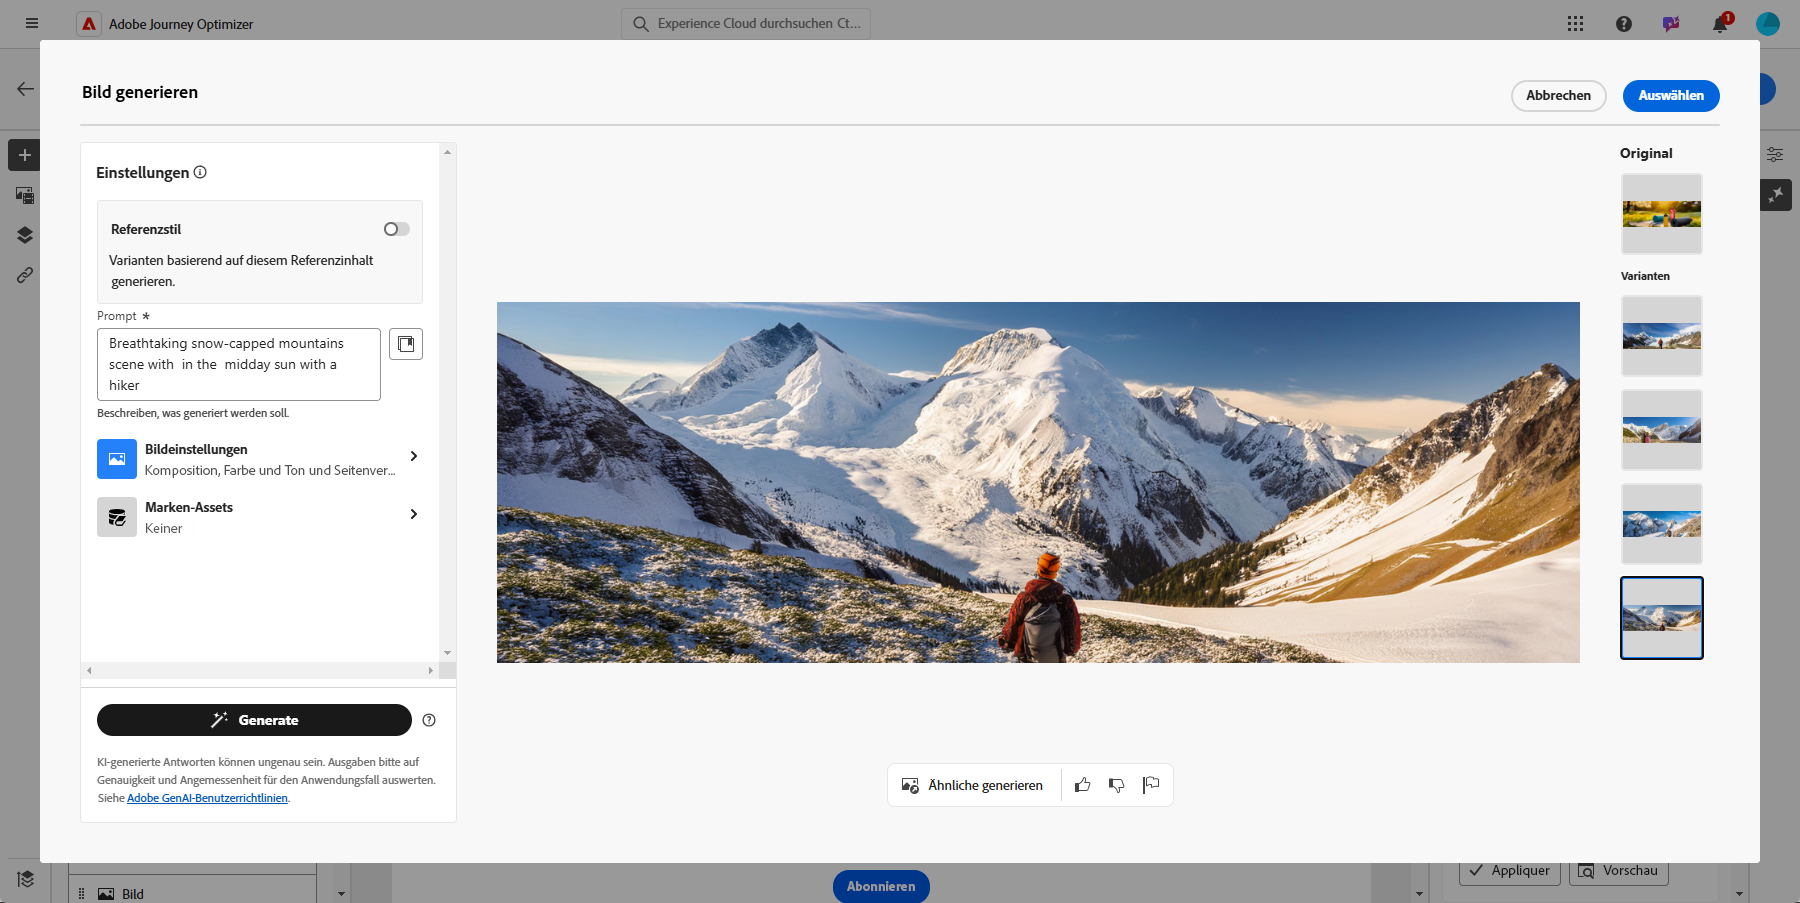 Adobe Journey Optimizer
Experience Cloud durchsuchen Ct...
1
Bild generieren
Abbrechen
Auswählen
Einstellungen
Referenzstil
Varianten basierend auf diesem Referenzinhalt
generieren.
Prompt *
Breathtaking snow-capped mountains
scene with  in the  midday sun with a
hiker
Beschreiben, was generiert werden soll.
Bildeinstellungen
Komposition, Farbe und Ton und Seitenver...
Marken-Assets
Keiner
Generate
KI-generierte Antworten können ungenau sein. Ausgaben bitte auf
Genauigkeit und Angemessenheit für den Anwendungsfall auswerten.
Siehe Adobe GenAI-Benutzerrichtlinien.
Original
Varianten
Ähnliche generieren
Bild
Abonnieren
Appliquer
Vorschau